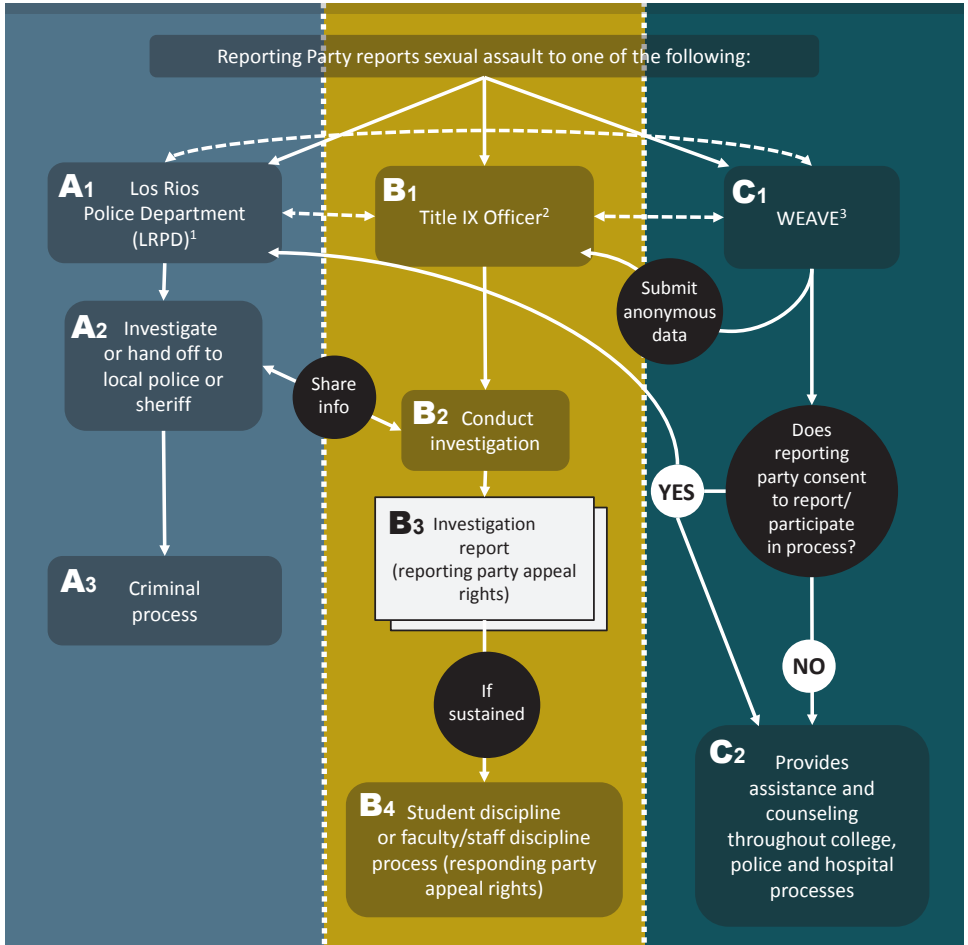 Reporting Party reports sexual assault to one of the following:
A1 Los Rios
Police Department
(LRPD)1
B1
Title IX Officer2
C1
WEAVE3
Submit
anonymous
data
A2 Investigate
or hand off to
local police or
sheriff
Share
info
B2 Conduct
investigation
Does
reporting
party consent
to report/
participate
in process?
YES
B3 Investigation
report
(reporting party appeal
rights)
A3 Criminal
process
NO
If
sustained
C2 Provides
assistance and
counseling
throughout college,
police and hospital
processes
B4 Student discipline
or faculty/staff discipline
process (responding party
appeal rights)